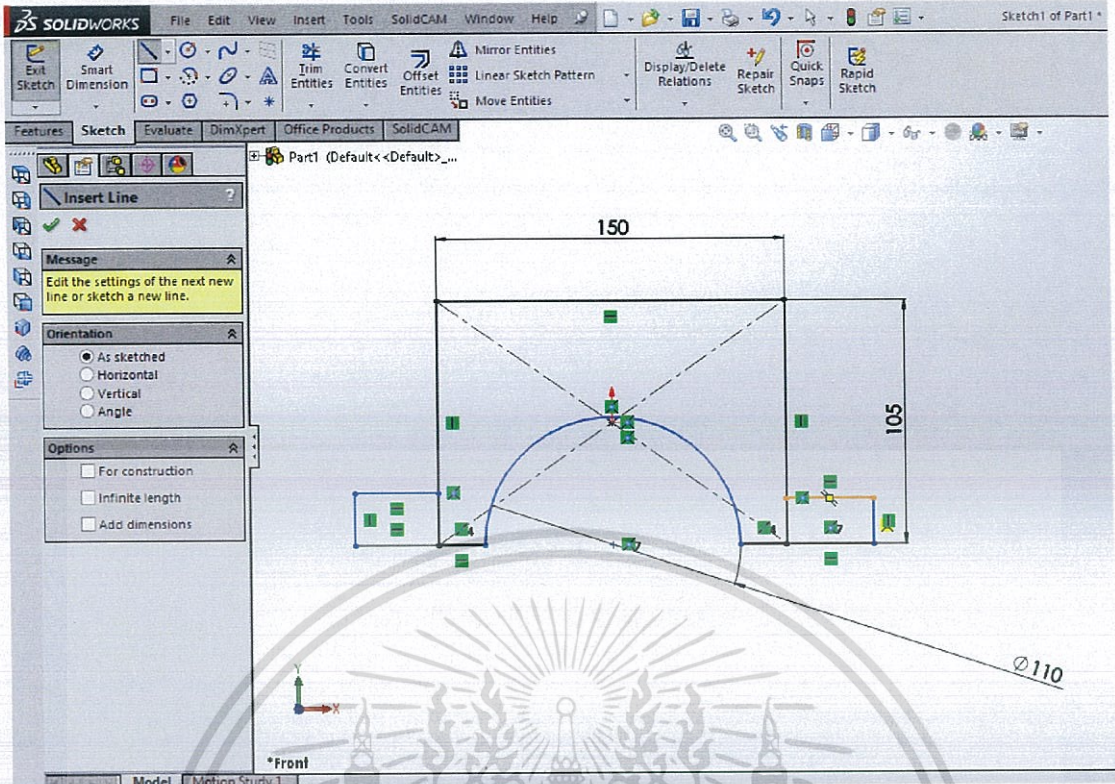 SOLIDWORKS File Edit View Insert Tools SolidCAM Window Help Sketch1 of Part1 *
Exit Sketch
Smart Dimension
Trim Entities
Convert Entities
Offset Entities
Mirror Entities
Linear Sketch Pattern
Move Entities
Display/Delete Relations
Repair Sketch
Quick Snaps
Rapid Sketch
Features Sketch Evaluate DimXpert Office Products SolidCAM
Part1 (Default<<Default>_...
Insert Line ?
Message
Edit the settings of the next new
line or sketch a new line.
Orientation
As sketched
Horizontal
Vertical
Angle
Options
For construction
Infinite length
Add dimensions
150
105
Ø110
Y
X
*Front
Model Motion Study 1